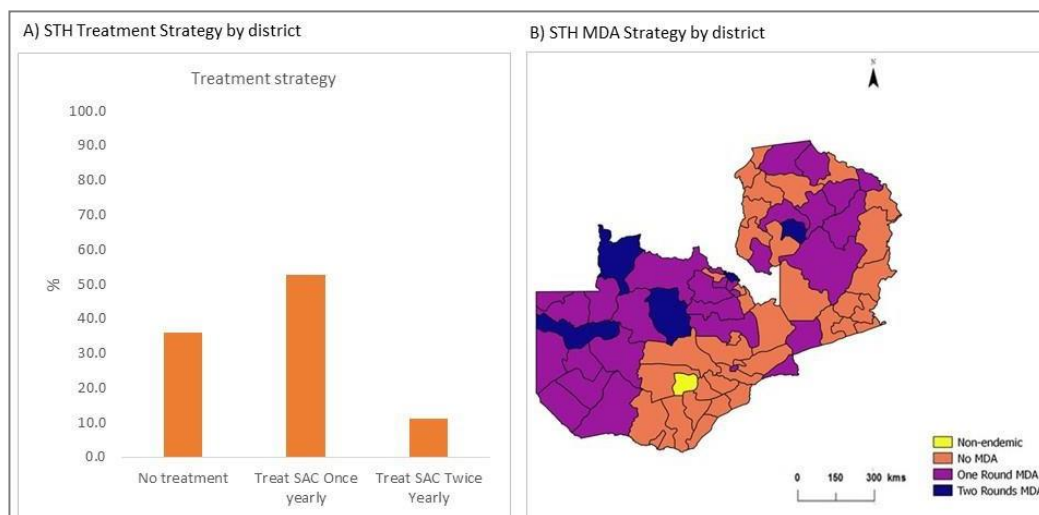 A) STH Treatment Strategy by district
B) STH MDA Strategy by district
Treatment strategy
100.0
90.0
80.0
70.0
60.0
50.0
40.0
30.0
20.0
10.0
0.0
%
No treatment
Treat SAC Once
yearly
Treat SAC Twice
Yearly
N
Non-endemic
No MDA
One Round MDA
Two Rounds MDA
0 150 300 kms